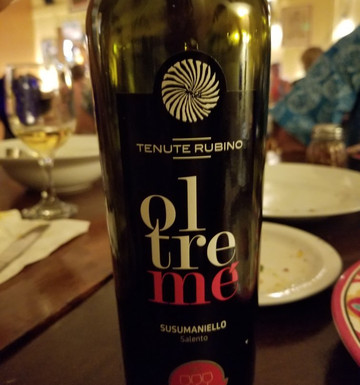 TENUTE RUBINO
ol
tre
mé
SUSUMANIELLO
Salento